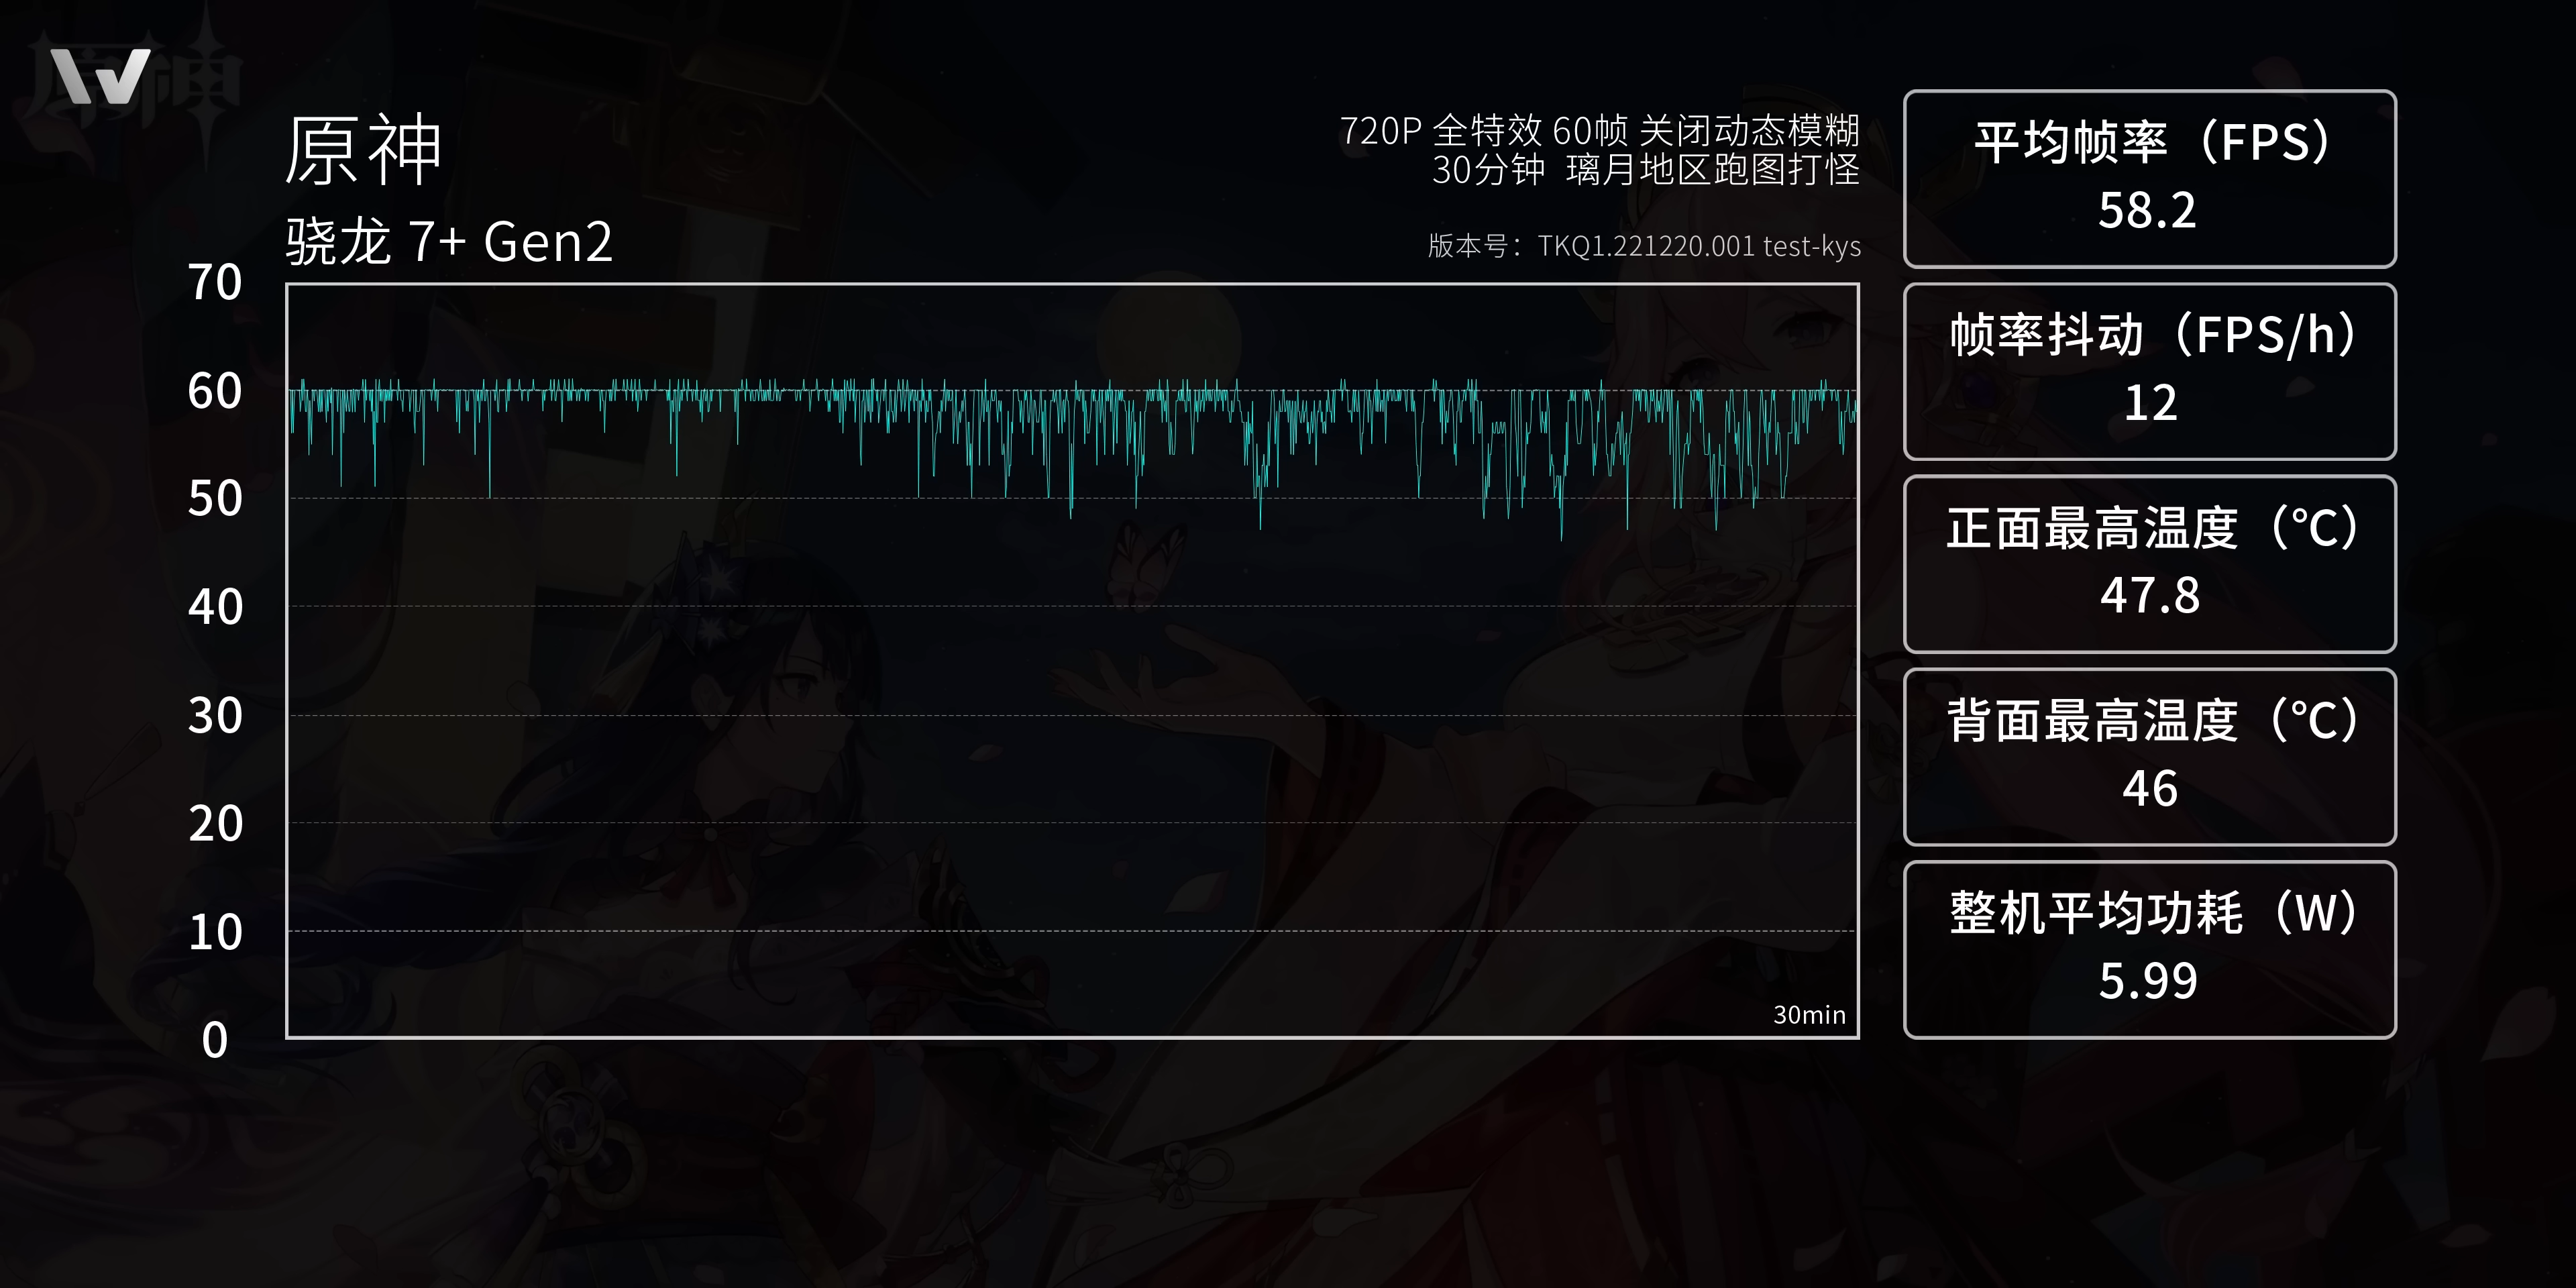 原神
原神
骁龙 7+ Gen2
720P 全特效 60帧 关闭动态模糊
30分钟 璃月地区跑图打怪
版本号：TKQ1.221220.001 test-kys
70
60
50
40
30
20
10
0
30min
平均帧率（FPS）
58.2
帧率抖动（FPS/h）
12
正面最高温度（℃）
47.8
背面最高温度（℃）
46
整机平均功耗（W）
5.99